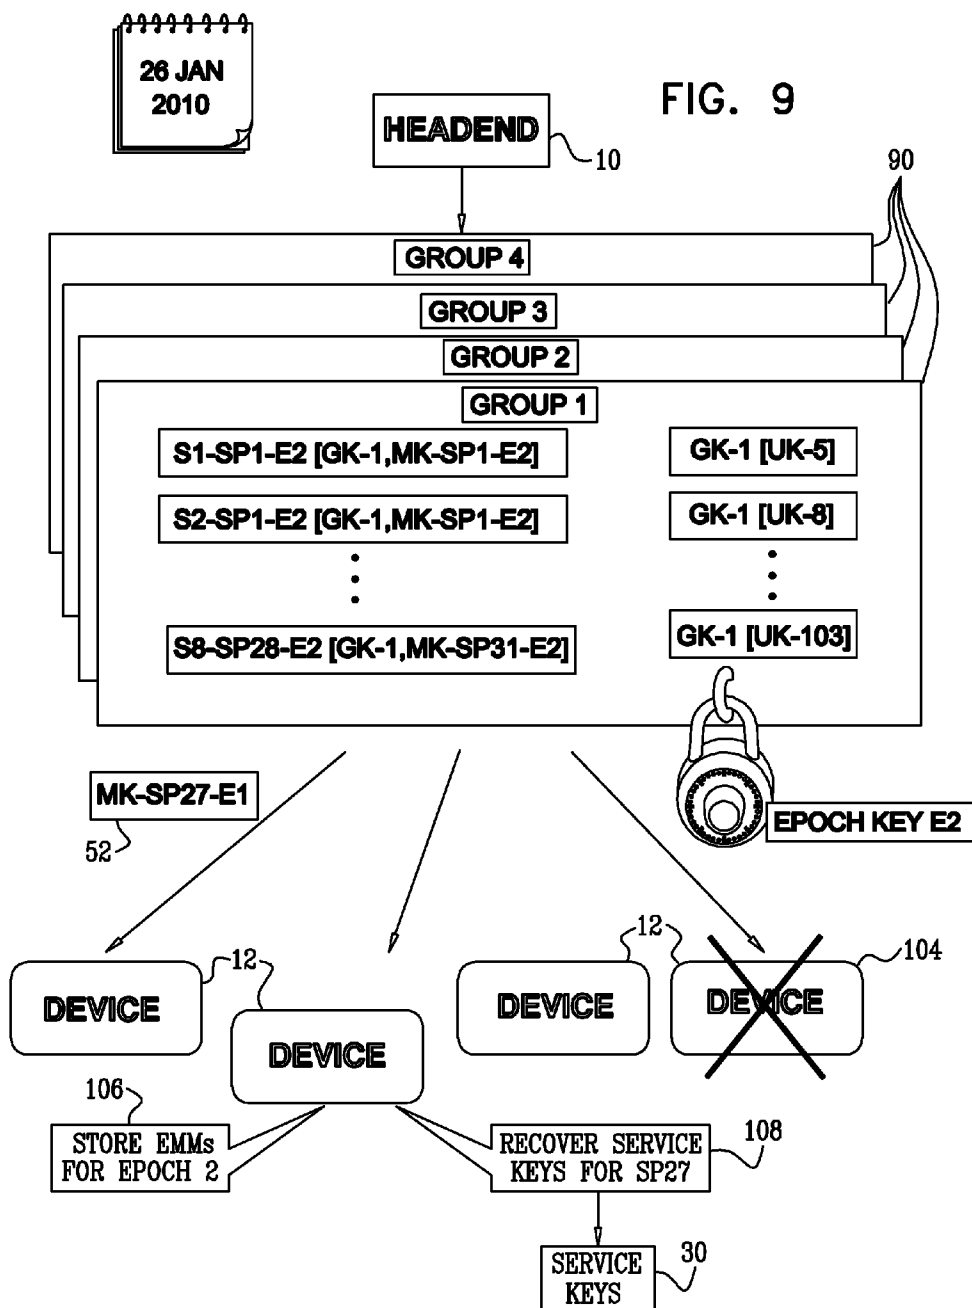 26 JAN
2010
FIG. 9
HEADEND
10
90
GROUP 4
GROUP 3
GROUP 2
GROUP 1
S1-SP1-E2 [GK-1,MK-SP1-E2]
GK-1 [UK-5]
S2-SP1-E2 [GK-1,MK-SP1-E2]
GK-1 [UK-8]
S8-SP28-E2 [GK-1,MK-SP31-E2]
GK-1 [UK-103]
MK-SP27-E1
52
EPOCH KEY E2
12
12
104
DEVICE
DEVICE
DEVICE
DEVICE
106
STORE EMMs
FOR EPOCH 2
RECOVER SERVICE
KEYS FOR SP27
108
SERVICE
KEYS
30